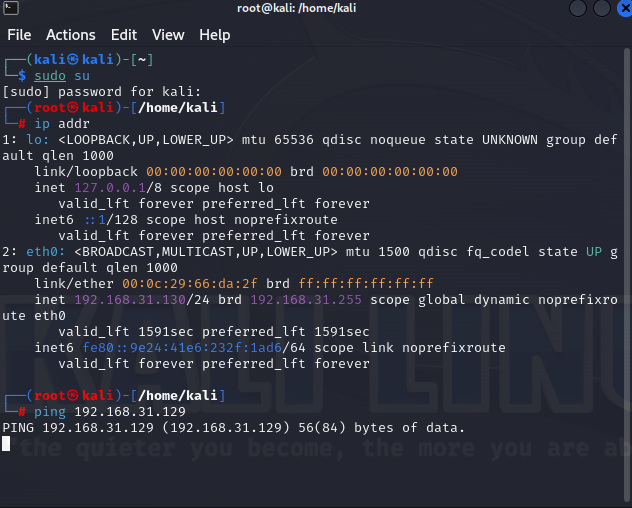 root@kali: /home/kali
File Actions Edit View Help
┌──(kali㉿kali)-[~]
└─$ sudo su
[sudo] password for kali:
┌──(root㉿kali)-[/home/kali]
└─# ip addr
1: lo: <LOOPBACK,UP,LOWER_UP> mtu 65536 qdisc noqueue state UNKNOWN group def
ault qlen 1000
    link/loopback 00:00:00:00:00:00 brd 00:00:00:00:00:00
    inet 127.0.0.1/8 scope host lo
       valid_lft forever preferred_lft forever
    inet6 ::1/128 scope host noprefixroute
       valid_lft forever preferred_lft forever
2: eth0: <BROADCAST,MULTICAST,UP,LOWER_UP> mtu 1500 qdisc fq_codel state UP g
roup default qlen 1000
    link/ether 00:0c:29:66:da:2f brd ff:ff:ff:ff:ff:ff
    inet 192.168.31.130/24 brd 192.168.31.255 scope global dynamic noprefixro
ute eth0
       valid_lft 1591sec preferred_lft 1591sec
    inet6 fe80::9e24:41e6:232f:1ad6/64 scope link noprefixroute
       valid_lft forever preferred_lft forever
KALI LINU
┌──(root㉿kali)-[/home/kali]
└─# ping 192.168.31.129
PING 192.168.31.129 (192.168.31.129) 56(84) bytes of data.
"the quieter you become, the more you are ab